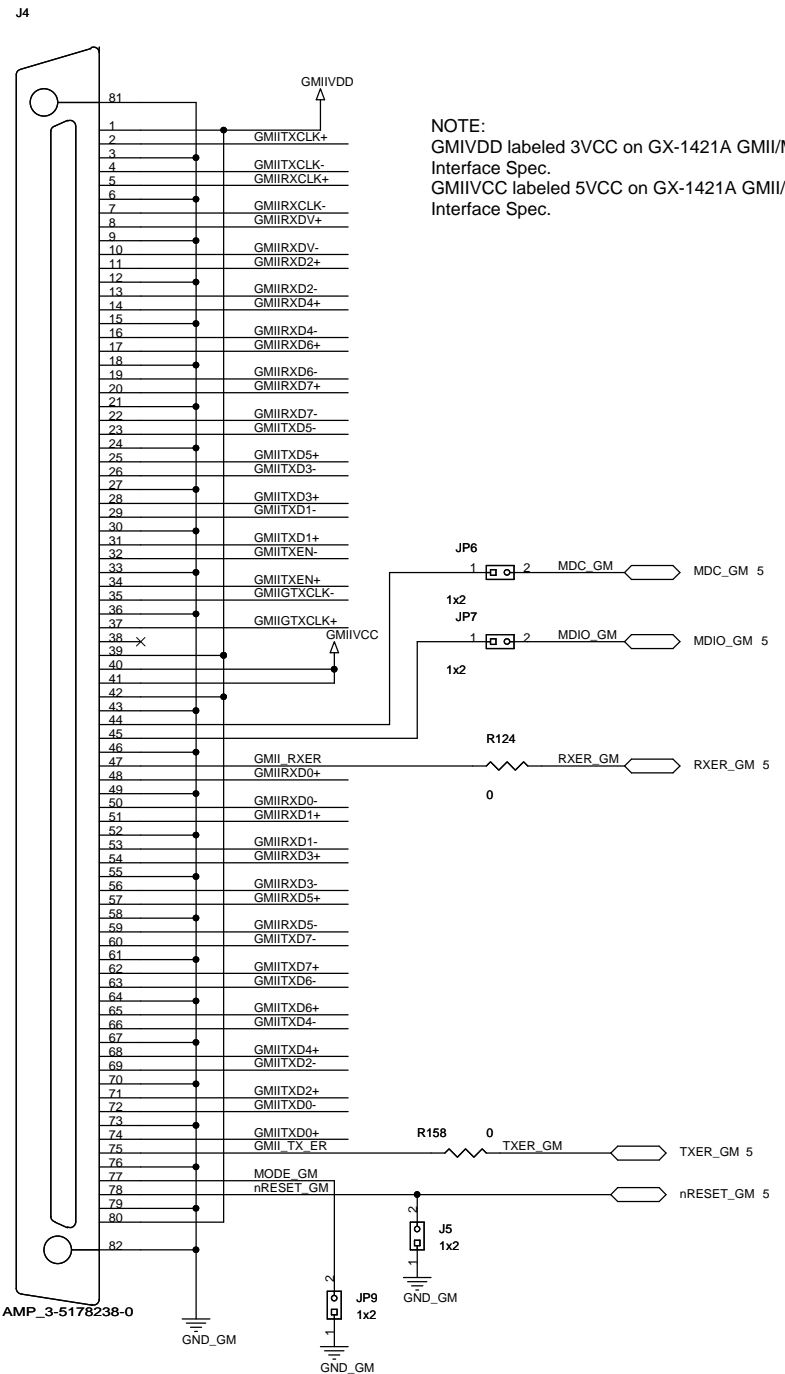 J4
GMIIVDD
NOTE:
GMIVDD labeled 3VCC on GX-1421A GMII/
Interface Spec.
GMIIVCC labeled 5VCC on GX-1421A GMII/
Interface Spec.
81
1
2 GMIITXCLK+
3
4 GMIITXCLK-
5 GMIIRXCLK+
6
7 GMIIRXCLK-
8 GMIIRXDV+
9
10 GMIIRXDV-
11 GMIIRXD2+
12
13 GMIIRXD2-
14 GMIIRXD4+
15
16 GMIIRXD4-
17 GMIIRXD6+
18
19 GMIIRXD6-
20 GMIIRXD7+
21
22 GMIIRXD7-
23 GMIITXD5-
24
25 GMIITXD5+
26 GMIITXD3-
27
28 GMIITXD3+
29 GMIITXD1-
30
31 GMIITXD1+
32 GMIITXEN-
33
34 GMIITXEN+
35 GMIIGTXCLK-
36
37 GMIIGTXCLK+
38
39
40
41
42
43
44
45
46
47 GMII_RXER
48 GMIIRXD0+
49
50 GMIIRXD0-
51 GMIIRXD1+
52
53 GMIIRXD1-
54 GMIIRXD3+
55
56 GMIIRXD3-
57 GMIIRXD5+
58
59 GMIIRXD5-
60 GMIITXD7-
61
62 GMIITXD7+
63 GMIITXD6-
64
65 GMIITXD6+
66 GMIITXD4-
67
68 GMIITXD4+
69 GMIITXD2-
70
71 GMIITXD2+
72 GMIITXD0-
73
74 GMIITXD0+
75 GMII_TX_ER
76
77 MODE_GM
78 nRESET_GM
79
80
82
AMP_3-5178238-0
GND_GM
GMIIVCC
JP6
1 2 MDC_GM MDC_GM 5
1x2
JP7
1 2 MDIO_GM MDIO_GM 5
1x2
R124
RXER_GM RXER_GM 5
0
R158 0
TXER_GM TXER_GM 5
nRESET_GM 5
2
J5
1x2
1
GND_GM
2
JP9
1x2
1
GND_GM